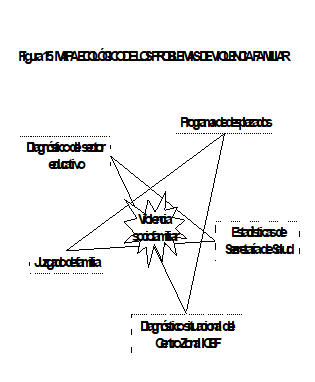 Figura 15. MAPA ECOLÓGICO DE LOS PROBLEMAS DE VIOLENCIA FAMILIAR
Programa de desplazados
Diagnóstico del sector
educativo
Violencia
sociofamiliar
Estadísticas de
Secretaría de Salud
Juzgado de familia
Diagnóstico situacional del
Centro Zonal ICBF